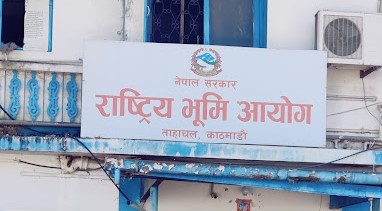 नेपाल सरकार
राष्ट्रिय भूमि आयोग
ताहाचल, काठमाडौं